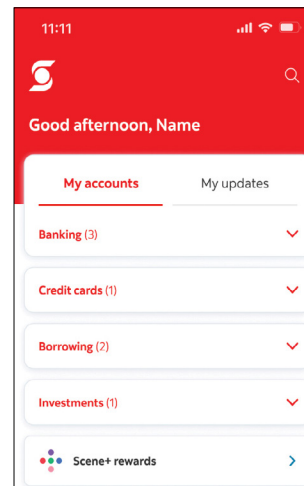 11:11
Good afternoon, Name
My accounts My updates
Banking (3)
Credit cards (1)
Borrowing (2)
Investments (1)
Scene+ rewards